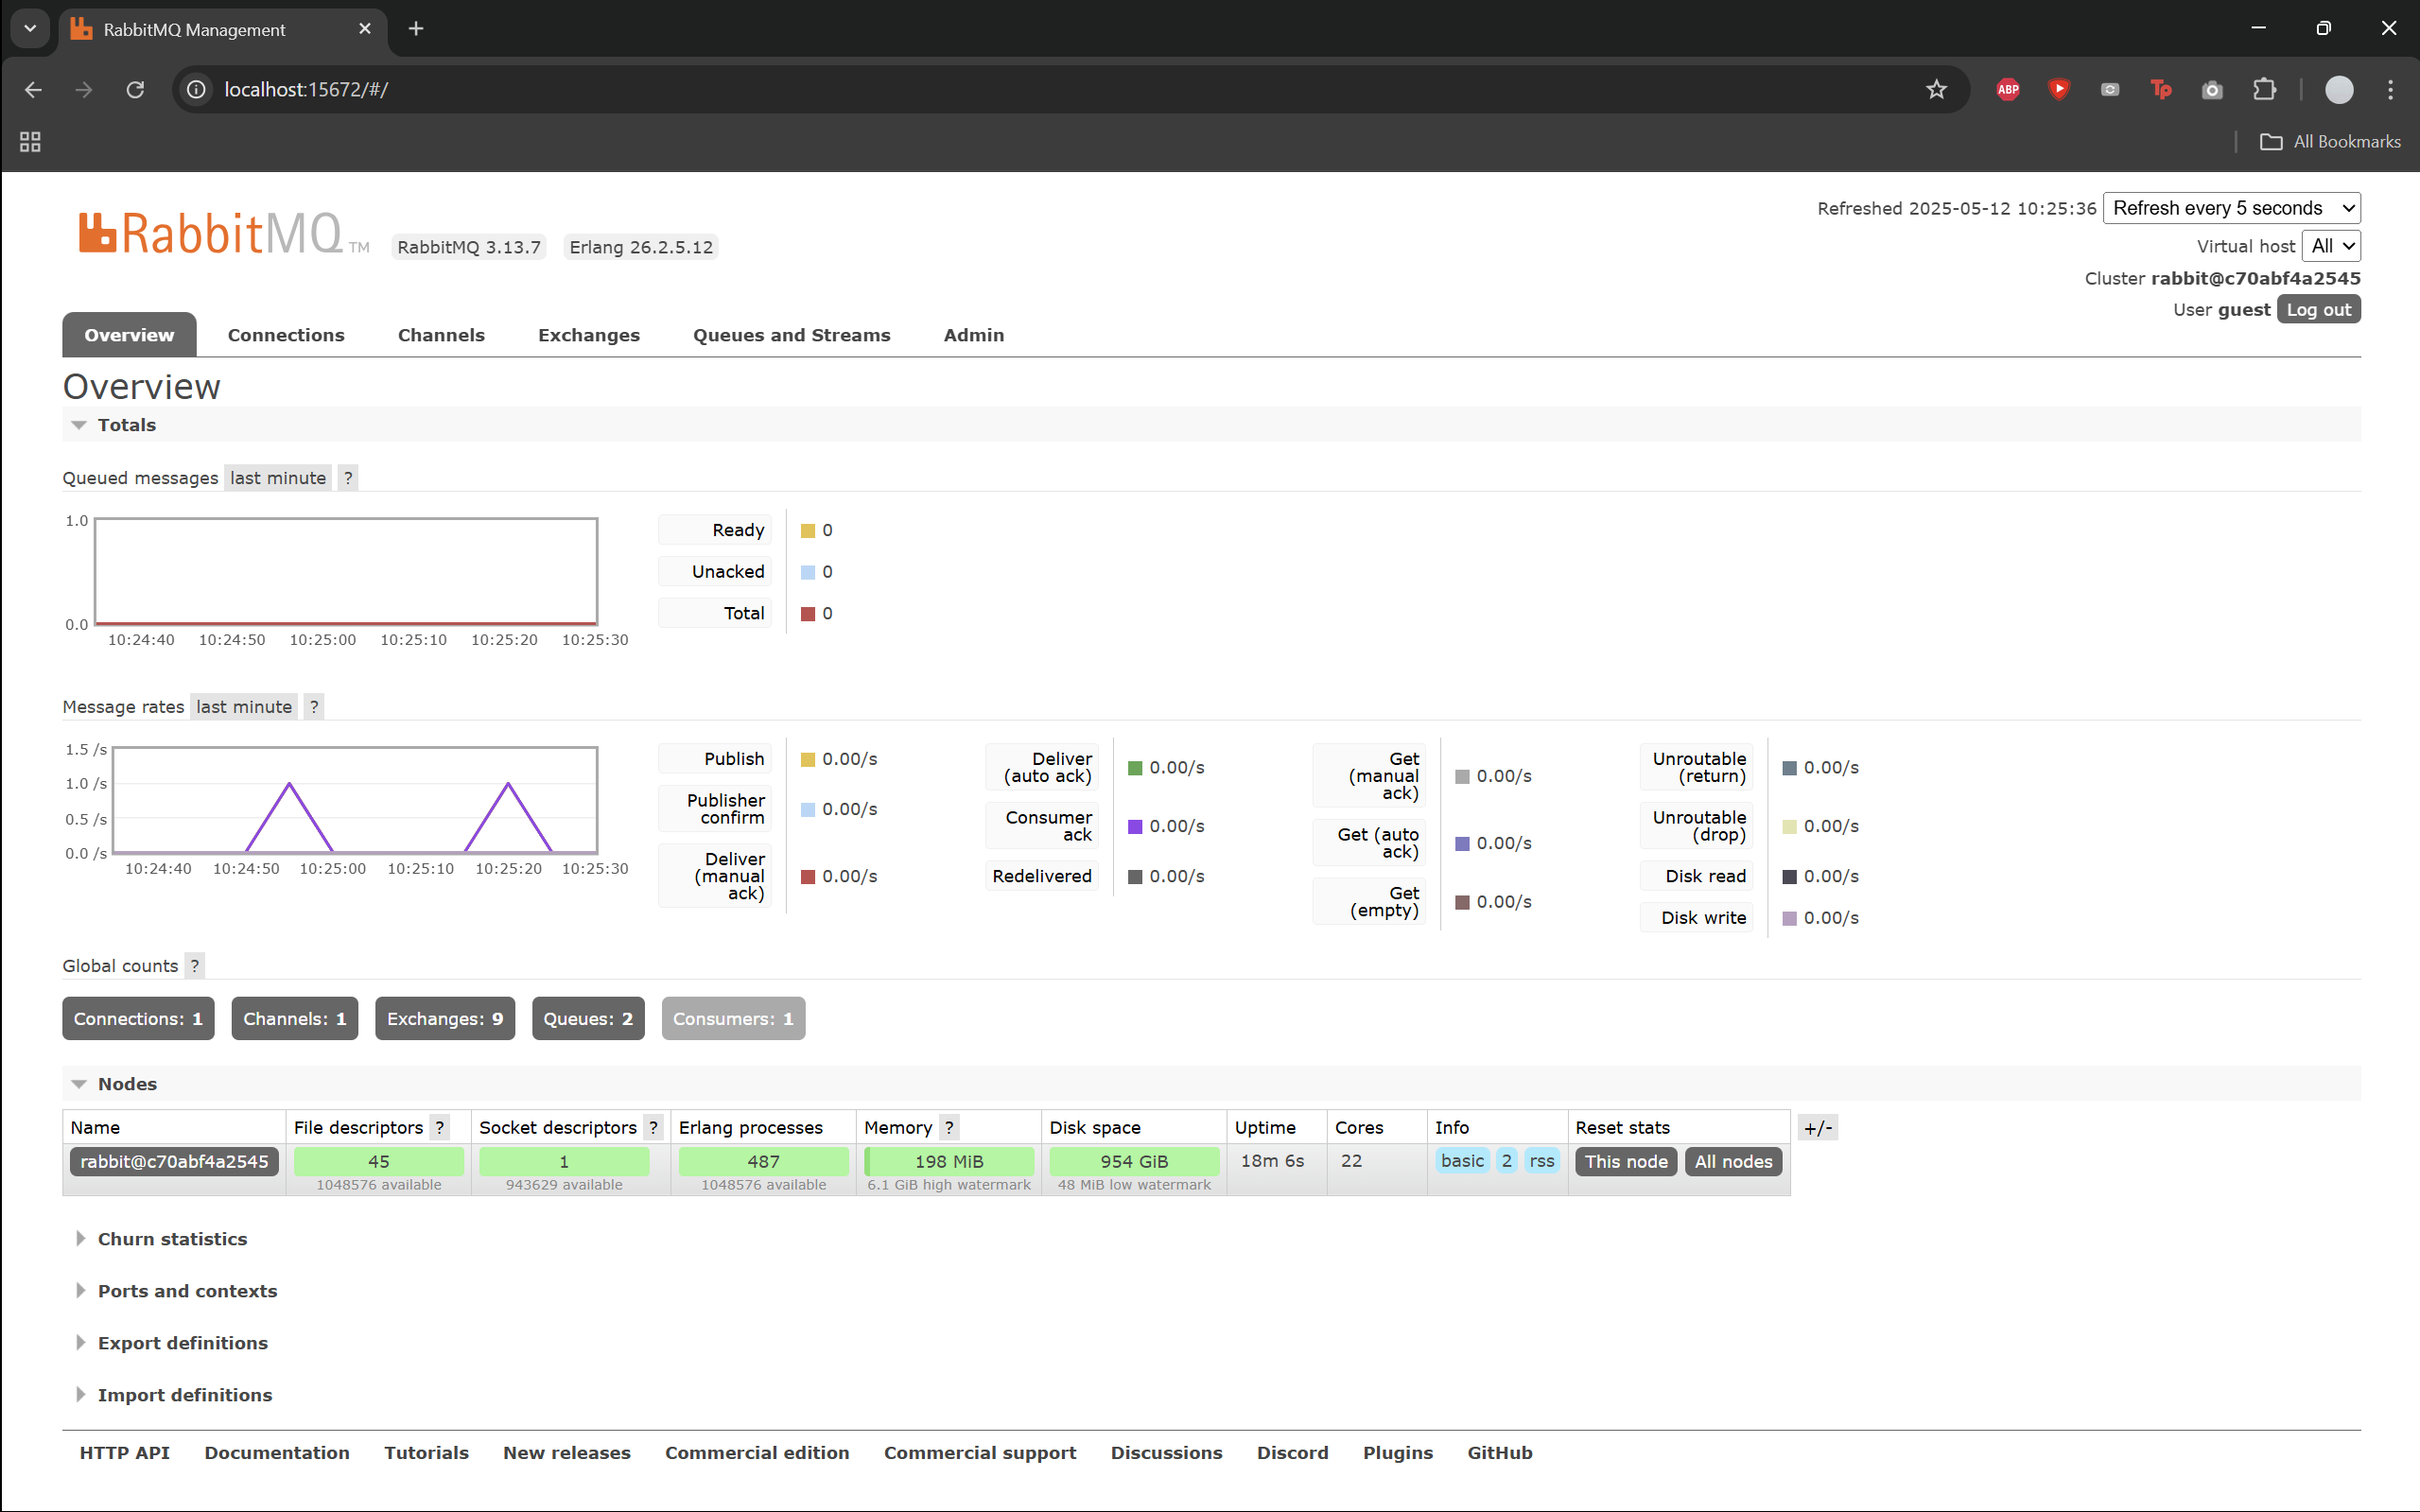 RabbitMQ Management
localhost:15672/#/
ABP
Tp
All Bookmarks
RabbitMQ TM RabbitMQ 3.13.7 Erlang 26.2.5.12
Refreshed 2025-05-12 10:25:36 Refresh every 5 seconds
Virtual host All
Cluster rabbit@c70abf4a2545
User guest Log out
Overview Connections Channels Exchanges Queues and Streams Admin
Overview
Totals
Queued messages last minute ?
1.0
0.0
10:24:40 10:24:50 10:25:00 10:25:10 10:25:20 10:25:30
Ready 0
Unacked 0
Total 0
Message rates last minute ?
1.5 /s
1.0 /s
0.5 /s
0.0 /s
10:24:40 10:24:50 10:25:00 10:25:10 10:25:20 10:25:30
Publish 0.00/s
Publisher
confirm 0.00/s
Deliver
(manual
ack) 0.00/s
Deliver
(auto ack) 0.00/s
Consumer
ack 0.00/s
Redelivered 0.00/s
Get
(manual
ack) 0.00/s
Get (auto
ack) 0.00/s
Get
(empty) 0.00/s
Unroutable
(return) 0.00/s
Unroutable
(drop) 0.00/s
Disk read 0.00/s
Disk write 0.00/s
Global counts ?
Connections: 1 Channels: 1 Exchanges: 9 Queues: 2 Consumers: 1
Nodes
Name File descriptors ? Socket descriptors ? Erlang processes Memory ? Disk space Uptime Cores Info Reset stats +/-
rabbit@c70abf4a2545 45 1 487 198 MiB 954 GiB 18m 6s 22 basic 2 rss This node All nodes
1048576 available 943629 available 1048576 available 6.1 GiB high watermark 48 MiB low watermark
Churn statistics
Ports and contexts
Export definitions
Import definitions
HTTP API Documentation Tutorials New releases Commercial edition Commercial support Discussions Discord Plugins GitHub